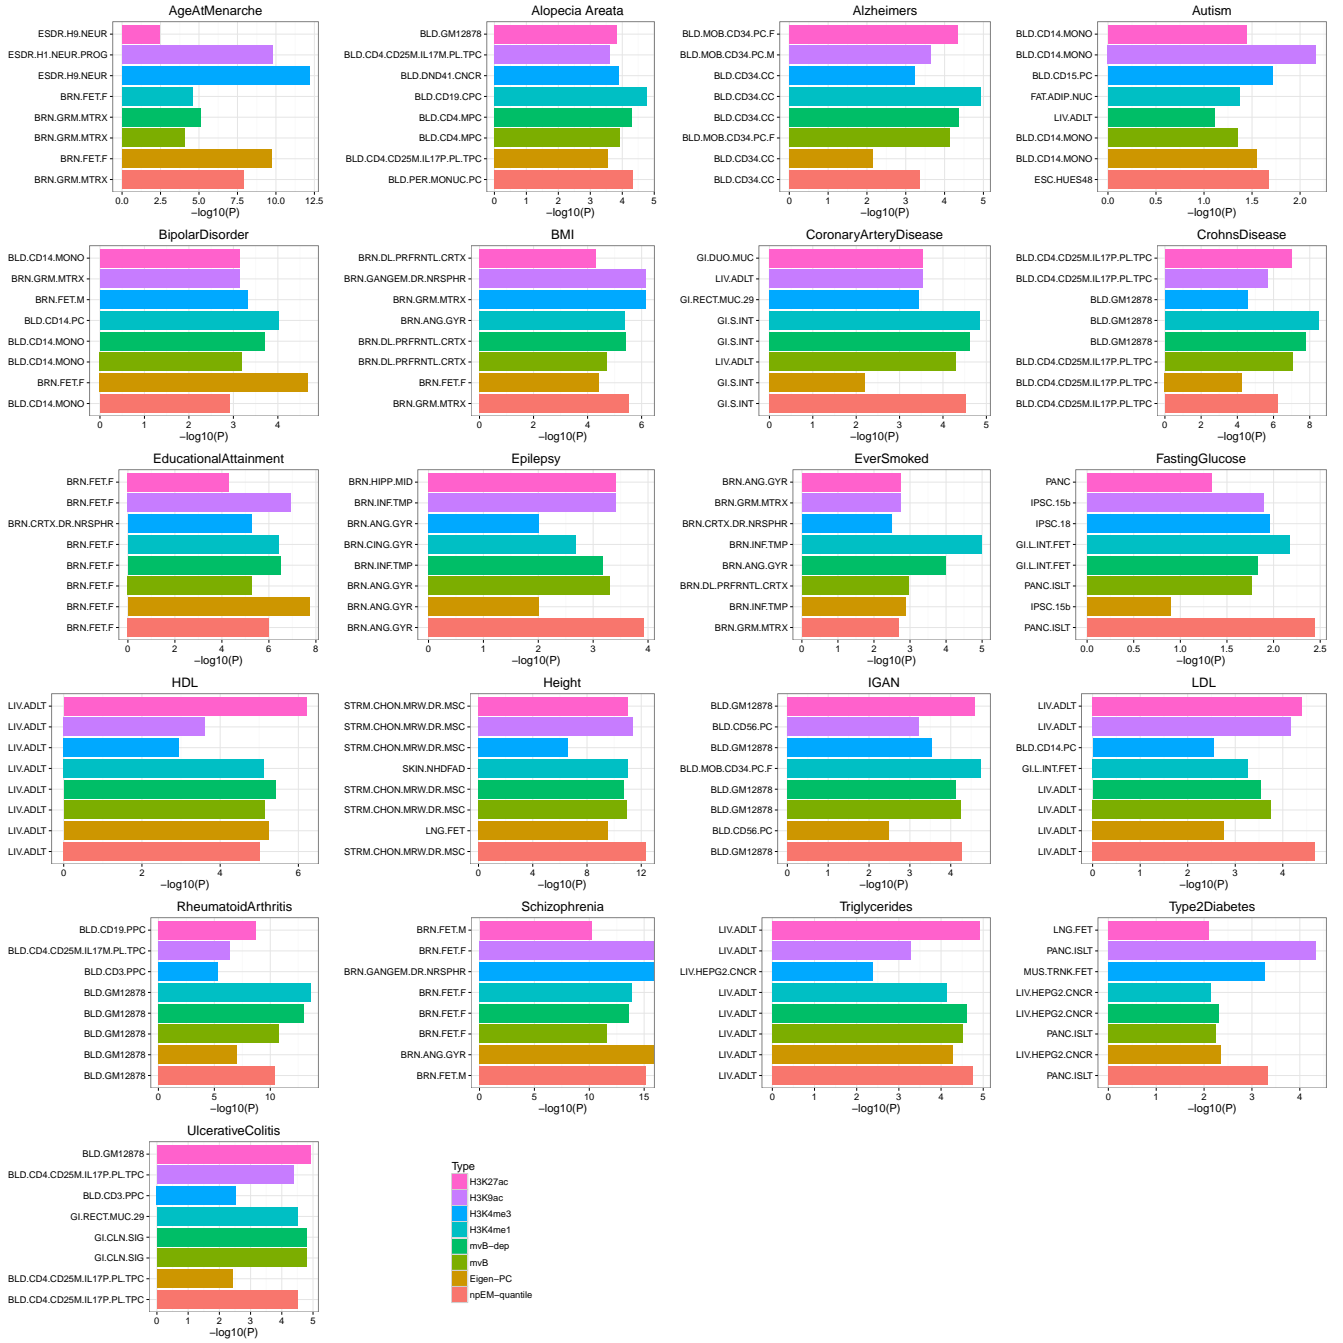 AgeAtMenarche
ESDR.H9.NEUR
ESDR.H1.NEUR.PROG
ESDR.H9.NEUR
BRN.FET.F
BRN.GRM.MTRX
BRN.GRM.MTRX
BRN.FET.F
BRN.GRM.MTRX
0.0 2.5 5.0 7.5 10.0 12.5
−log10(P)
Alopecia Areata
BLD.GM12878
BLD.CD4.CD25M.IL17M.PL.TPC
BLD.DND41.CNCR
BLD.CD19.CPC
BLD.CD4.MPC
BLD.CD4.MPC
BLD.CD4.CD25M.IL17P.PL.TPC
BLD.PER.MONUC.PC
0 1 2 3 4 5
−log10(P)
Alzheimers
BLD.MOB.CD34.PC.F
BLD.MOB.CD34.PC.M
BLD.CD34.CC
BLD.CD34.CC
BLD.CD34.CC
BLD.MOB.CD34.PC.F
BLD.CD34.CC
BLD.CD34.CC
0 1 2 3 4 5
−log10(P)
Autism
BLD.CD14.MONO
BLD.CD14.MONO
BLD.CD15.PC
FAT.ADIP.NUC
LIV.ADLT
BLD.CD14.MONO
BLD.CD14.MONO
ESC.HUES48
0.0 0.5 1.0 1.5 2.0
−log10(P)
BipolarDisorder
BLD.CD14.MONO
BRN.GRM.MTRX
BRN.FET.M
BLD.CD14.PC
BLD.CD14.MONO
BLD.CD14.MONO
BRN.FET.F
BLD.CD14.MONO
0 1 2 3 4
−log10(P)
BMI
BRN.DL.PRFRNTL.CRTX
BRN.GANGEM.DR.NRSPHR
BRN.GRM.MTRX
BRN.ANG.GYR
BRN.DL.PRFRNTL.CRTX
BRN.DL.PRFRNTL.CRTX
BRN.FET.F
BRN.GRM.MTRX
0 2 4 6
−log10(P)
CoronaryArteryDisease
GI.DUO.MUC
LIV.ADLT
GI.RECT.MUC.29
GI.S.INT
GI.S.INT
LIV.ADLT
GI.S.INT
GI.S.INT
0 1 2 3 4 5
−log10(P)
CrohnsDisease
BLD.CD4.CD25M.IL17P.PL.TPC
BLD.CD4.CD25M.IL17P.PL.TPC
BLD.GM12878
BLD.GM12878
BLD.GM12878
BLD.CD4.CD25M.IL17P.PL.TPC
BLD.CD4.CD25M.IL17P.PL.TPC
BLD.CD4.CD25M.IL17P.PL.TPC
0 2 4 6 8
−log10(P)
EducationalAttainment
BRN.FET.F
BRN.FET.F
BRN.CRTX.DR.NRSPHR
BRN.FET.F
BRN.FET.F
BRN.FET.F
BRN.FET.F
BRN.FET.F
0 2 4 6 8
−log10(P)
Epilepsy
BRN.HIPP.MID
BRN.INF.TMP
BRN.ANG.GYR
BRN.CING.GYR
BRN.INF.TMP
BRN.ANG.GYR
BRN.ANG.GYR
BRN.ANG.GYR
0 1 2 3 4
−log10(P)
EverSmoked
BRN.ANG.GYR
BRN.GRM.MTRX
BRN.CRTX.DR.NRSPHR
BRN.INF.TMP
BRN.ANG.GYR
BRN.DL.PRFRNTL.CRTX
BRN.INF.TMP
BRN.GRM.MTRX
0 1 2 3 4 5
−log10(P)
FastingGlucose
PANC
IPSC.15b
IPSC.18
GI.L.INT.FET
GI.L.INT.FET
PANC.ISLT
IPSC.15b
PANC.ISLT
0.0 0.5 1.0 1.5 2.0 2.5
−log10(P)
HDL
LIV.ADLT
LIV.ADLT
LIV.ADLT
LIV.ADLT
LIV.ADLT
LIV.ADLT
LIV.ADLT
LIV.ADLT
0 2 4 6
−log10(P)
Height
STRM.CHON.MRW.DR.MSC
STRM.CHON.MRW.DR.MSC
STRM.CHON.MRW.DR.MSC
SKIN.NHDFAD
STRM.CHON.MRW.DR.MSC
STRM.CHON.MRW.DR.MSC
LNG.FET
STRM.CHON.MRW.DR.MSC
0 4 8 12
−log10(P)
IGAN
BLD.GM12878
BLD.CD56.PC
BLD.GM12878
BLD.MOB.CD34.PC.F
BLD.GM12878
BLD.GM12878
BLD.CD56.PC
BLD.GM12878
0 1 2 3 4
−log10(P)
LDL
LIV.ADLT
LIV.ADLT
BLD.CD14.PC
GI.L.INT.FET
LIV.ADLT
LIV.ADLT
LIV.ADLT
LIV.ADLT
0 1 2 3 4
−log10(P)
RheumatoidArthritis
BLD.CD19.PPC
BLD.CD4.CD25M.IL17M.PL.TPC
BLD.CD3.PPC
BLD.GM12878
BLD.GM12878
BLD.GM12878
BLD.GM12878
BLD.GM12878
0 5 10
−log10(P)
Schizophrenia
BRN.FET.M
BRN.FET.F
BRN.GANGEM.DR.NRSPHR
BRN.FET.F
BRN.FET.F
BRN.FET.F
BRN.ANG.GYR
BRN.FET.M
0 5 10 15
−log10(P)
Triglycerides
LIV.ADLT
LIV.ADLT
LIV.HEPG2.CNCR
LIV.ADLT
LIV.ADLT
LIV.ADLT
LIV.ADLT
LIV.ADLT
0 1 2 3 4 5
−log10(P)
Type2Diabetes
LNG.FET
PANC.ISLT
MUS.TRNK.FET
LIV.HEPG2.CNCR
LIV.HEPG2.CNCR
PANC.ISLT
LIV.HEPG2.CNCR
PANC.ISLT
0 1 2 3 4
−log10(P)
UlcerativeColitis
BLD.GM12878
BLD.CD4.CD25M.IL17P.PL.TPC
BLD.CD3.PPC
GI.RECT.MUC.29
GI.CLN.SIG
GI.CLN.SIG
BLD.CD4.CD25M.IL17P.PL.TPC
BLD.CD4.CD25M.IL17P.PL.TPC
0 1 2 3 4 5
−log10(P)
Type
H3K27ac
H3K9ac
H3K4me3
H3K4me1
mvB−dep
mvB
Eigen−PC
npEM−quantile